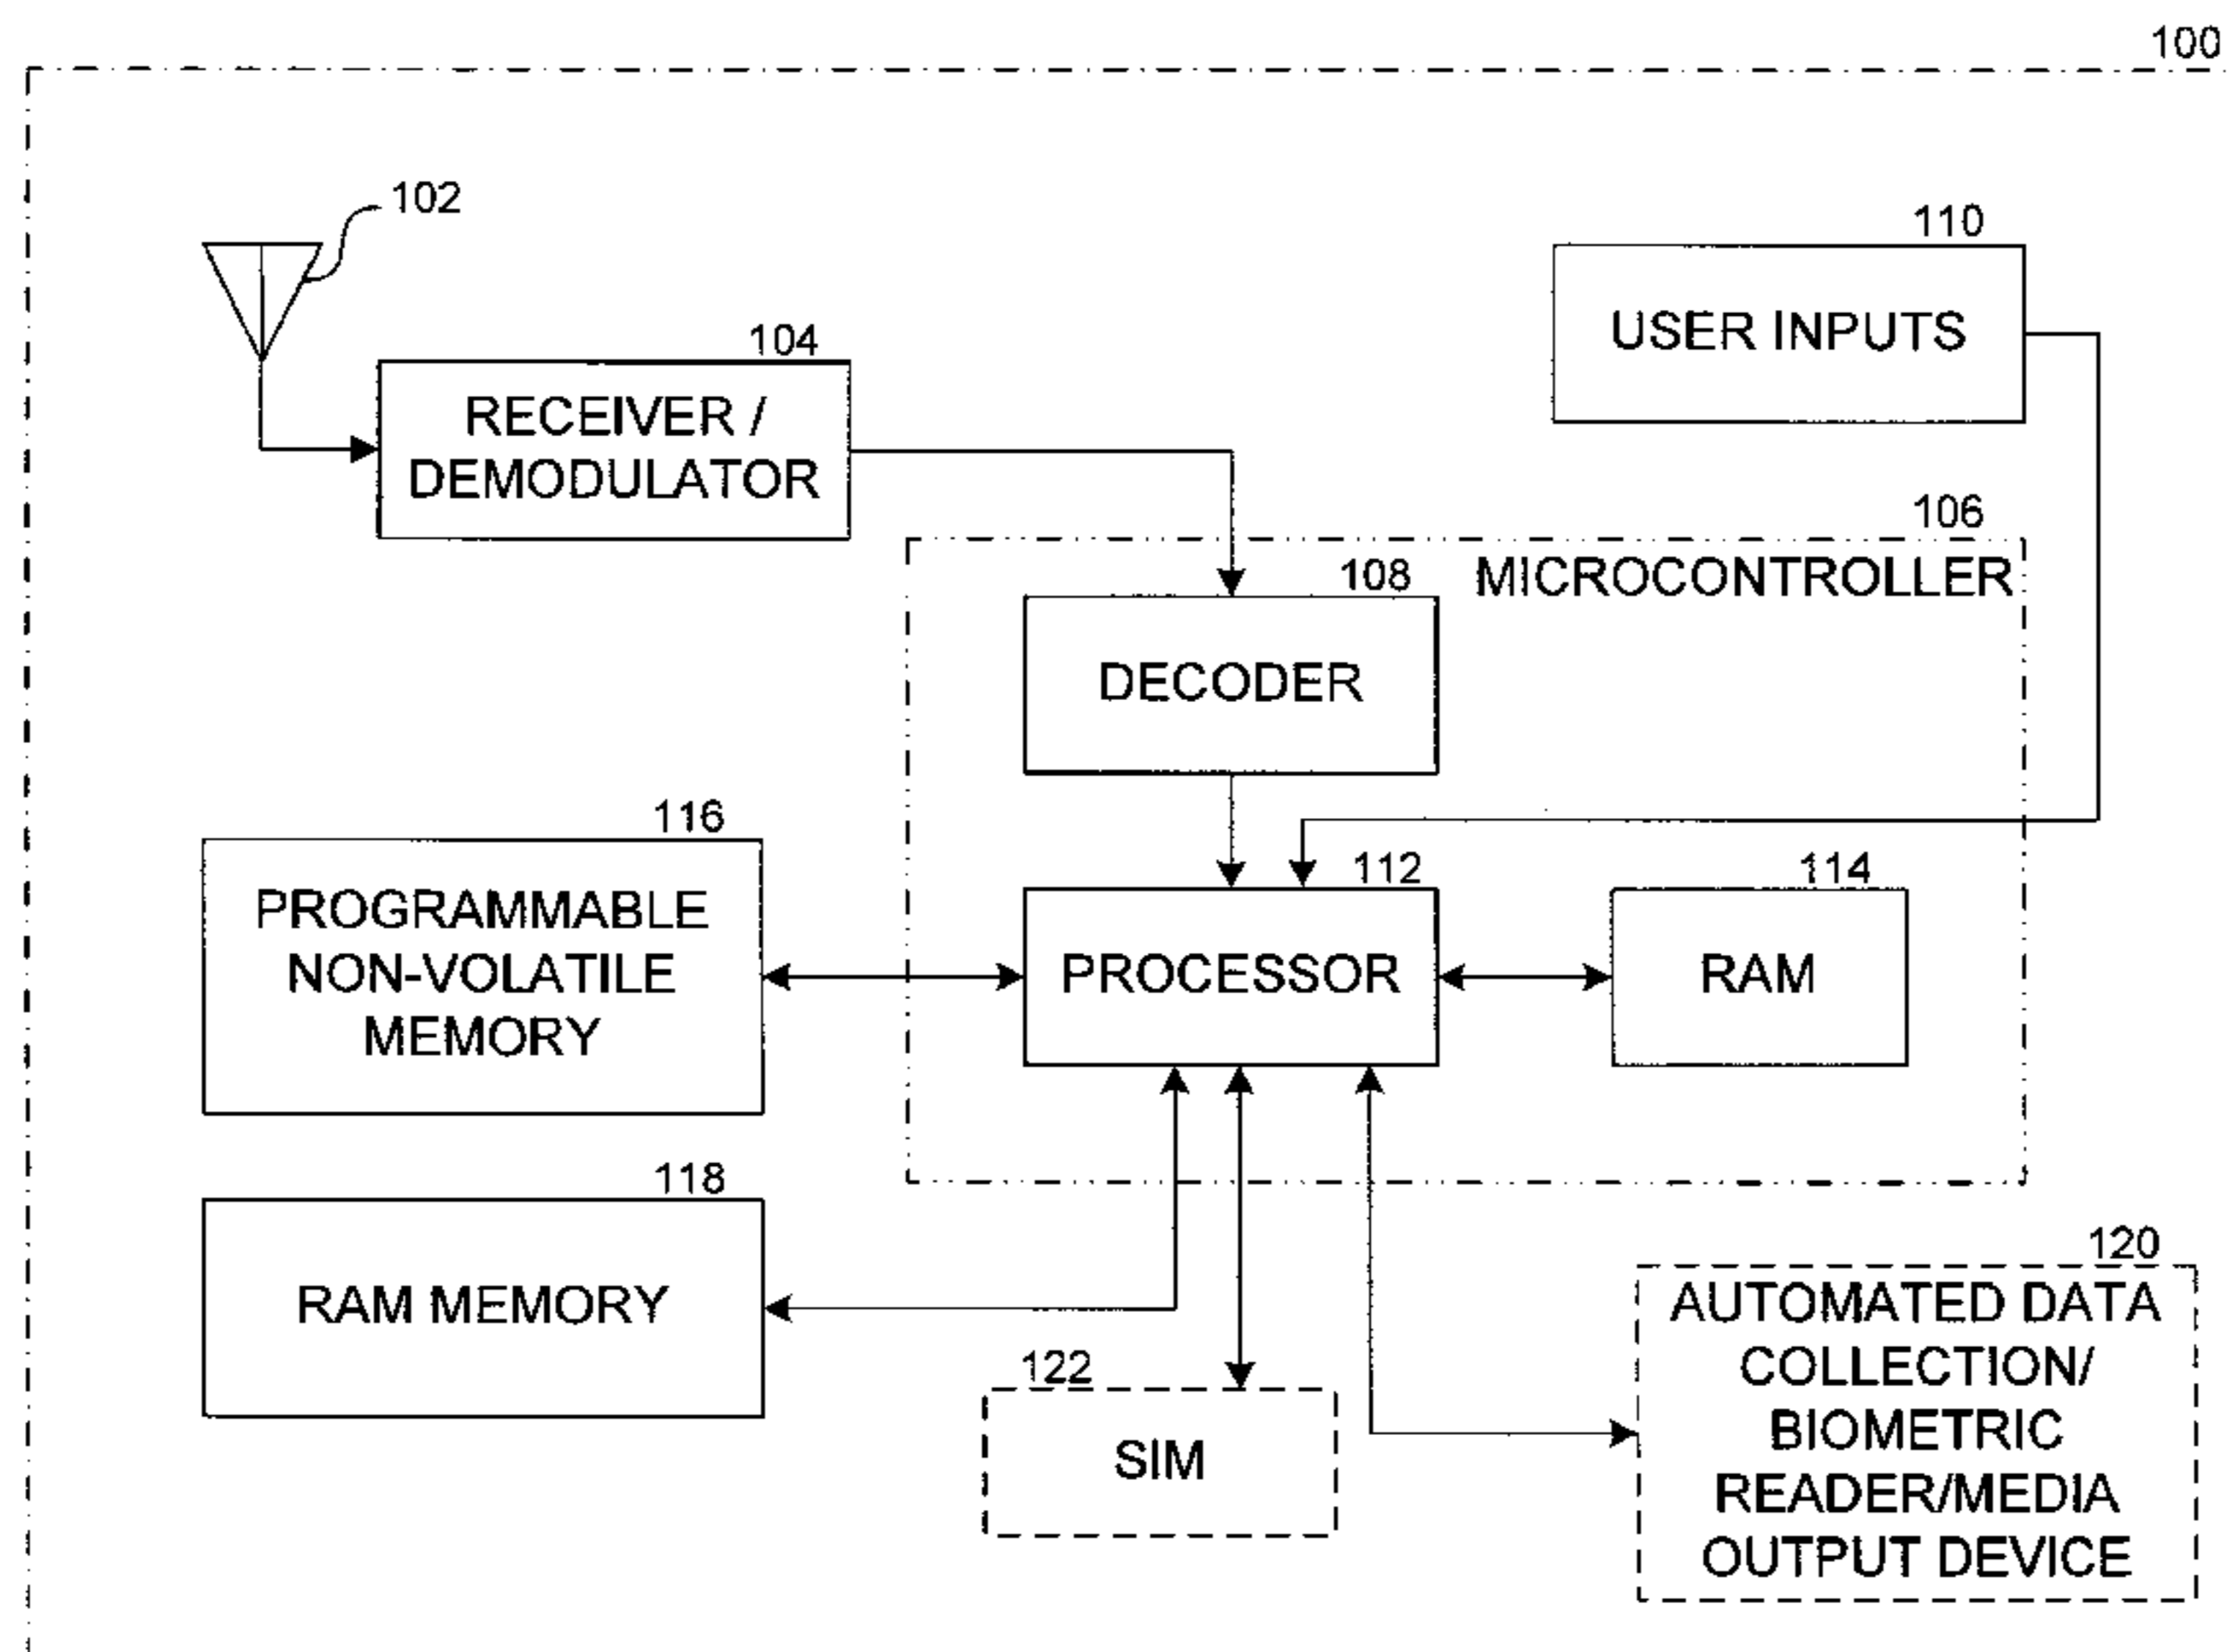 100
102
110
USER INPUTS
104
RECEIVER /
DEMODULATOR
106
MICROCONTROLLER
108
DECODER
116
PROGRAMMABLE
NON-VOLATILE
MEMORY
112
PROCESSOR
114
RAM
118
RAM MEMORY
122
SIM
120
AUTOMATED DATA
COLLECTION/
BIOMETRIC
READER/MEDIA
OUTPUT DEVICE